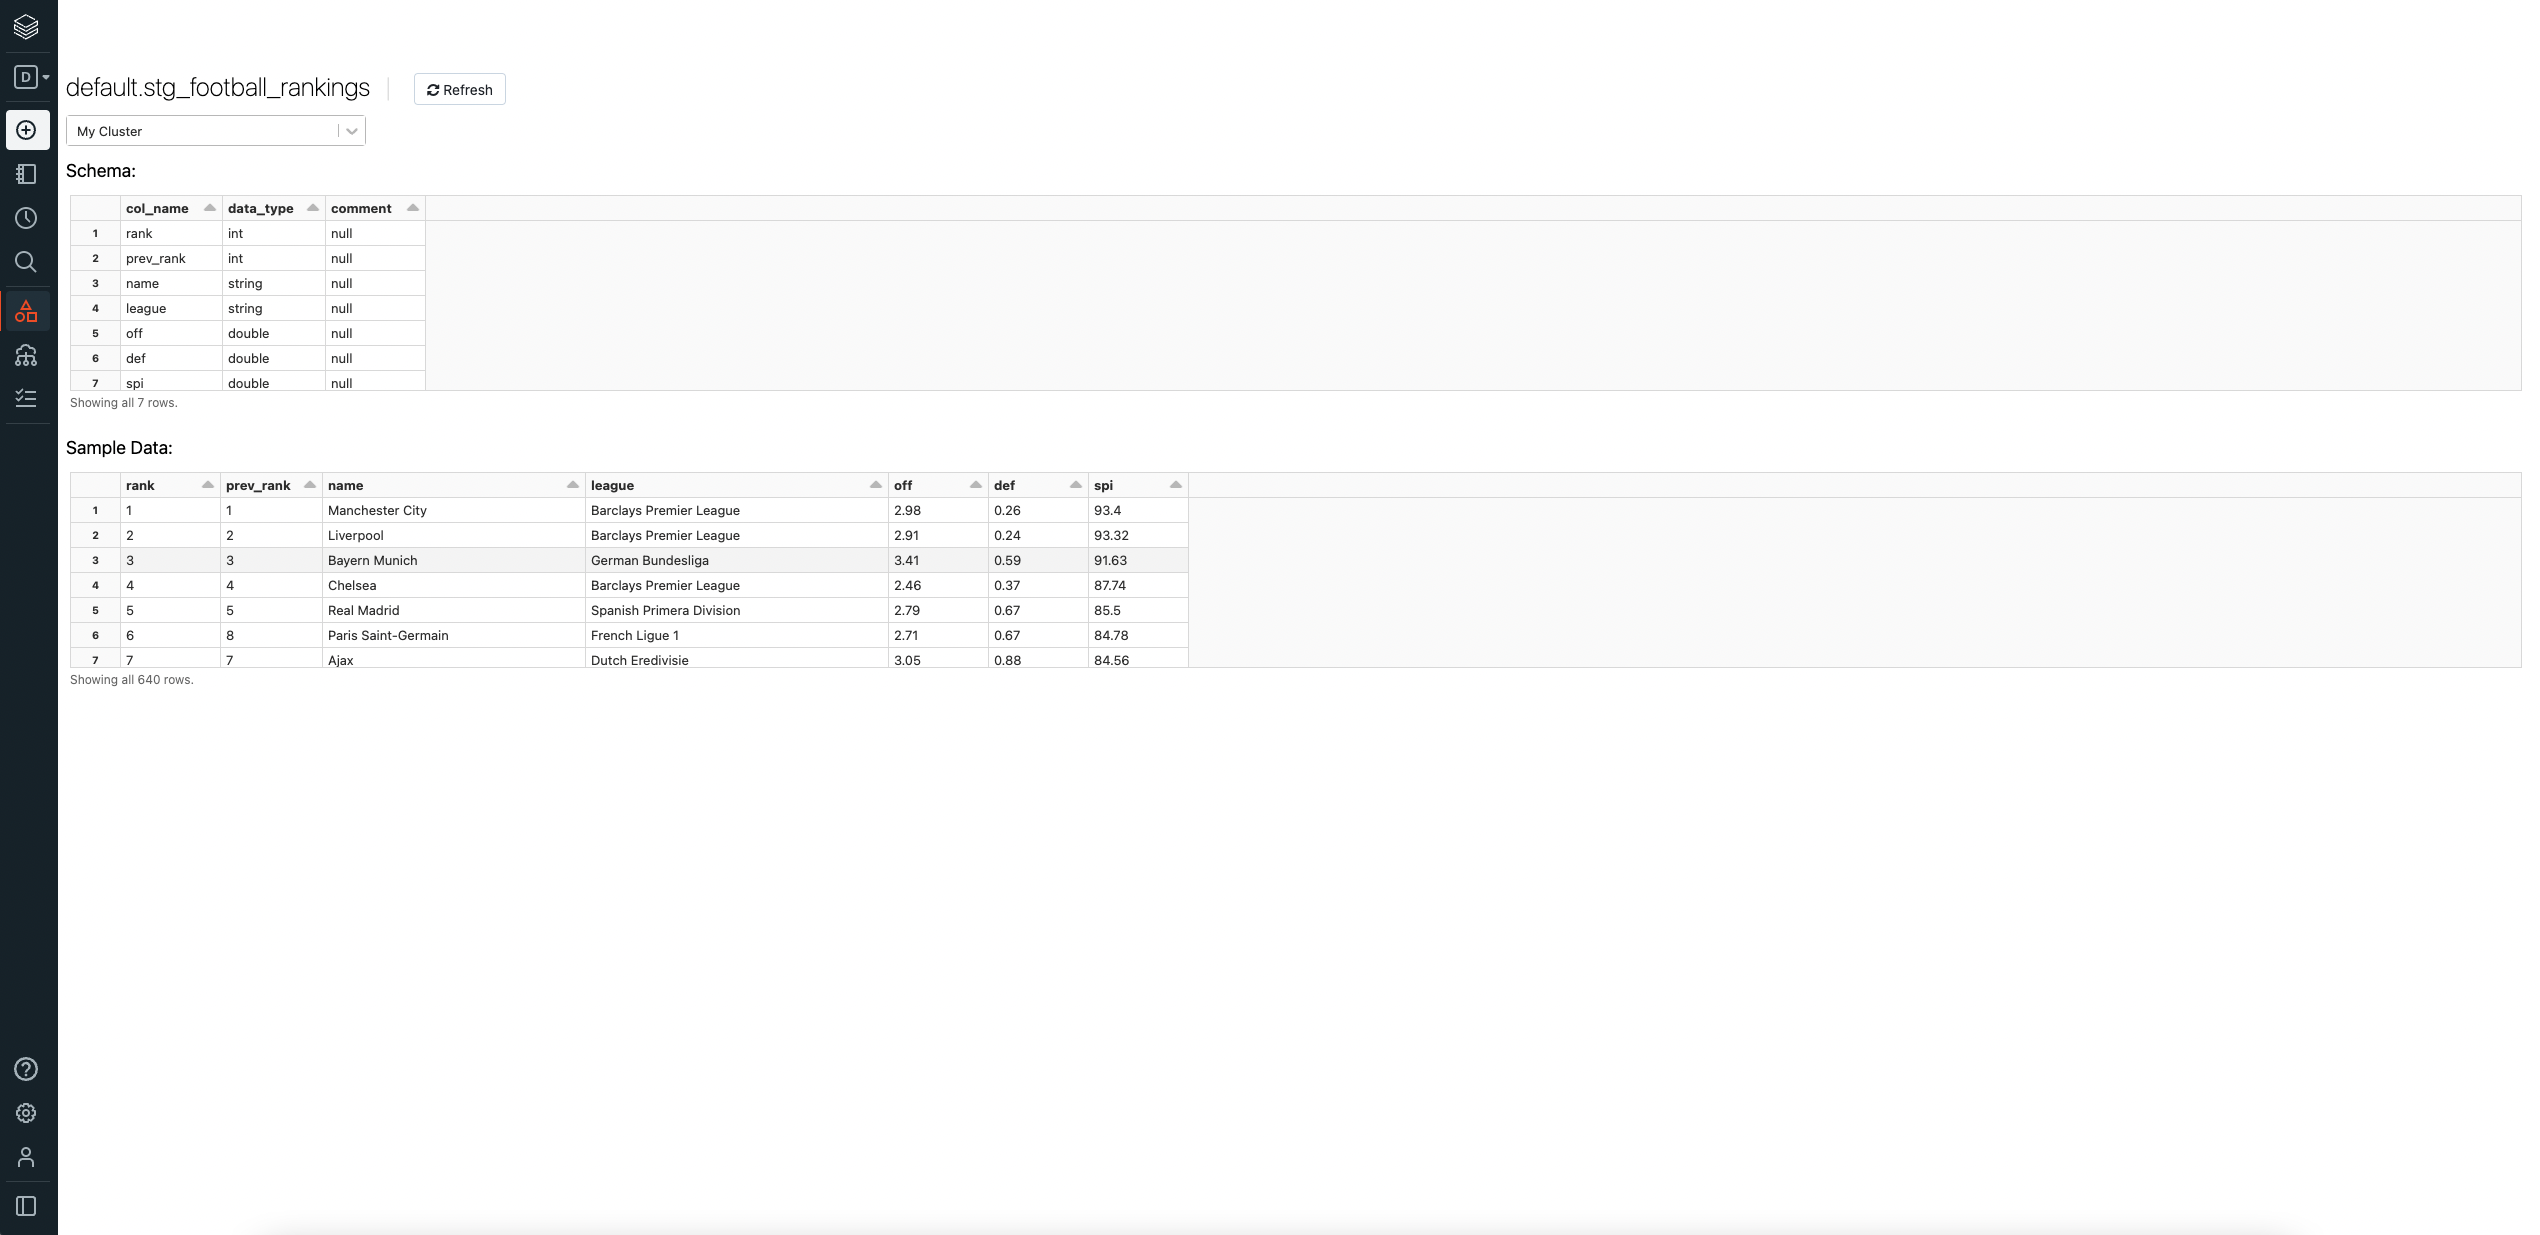 D
default.stg_football_rankings
Refresh
My Cluster
Schema:
col_name data_type comment
1 rank int null
2 prev_rank int null
3 name string null
4 league string null
5 off double null
6 def double null
7 spi double null
Showing all 7 rows.
Sample Data:
rank prev_rank name league off def spi
1 1 1 Manchester City Barclays Premier League 2.98 0.26 93.4
2 2 2 Liverpool Barclays Premier League 2.91 0.24 93.32
3 3 3 Bayern Munich German Bundesliga 3.41 0.59 91.63
4 4 4 Chelsea Barclays Premier League 2.46 0.37 87.74
5 5 5 Real Madrid Spanish Primera Division 2.79 0.67 85.5
6 6 8 Paris Saint-Germain French Ligue 1 2.71 0.67 84.78
7 7 7 Ajax Dutch Eredivisie 3.05 0.88 84.56
Showing all 640 rows.